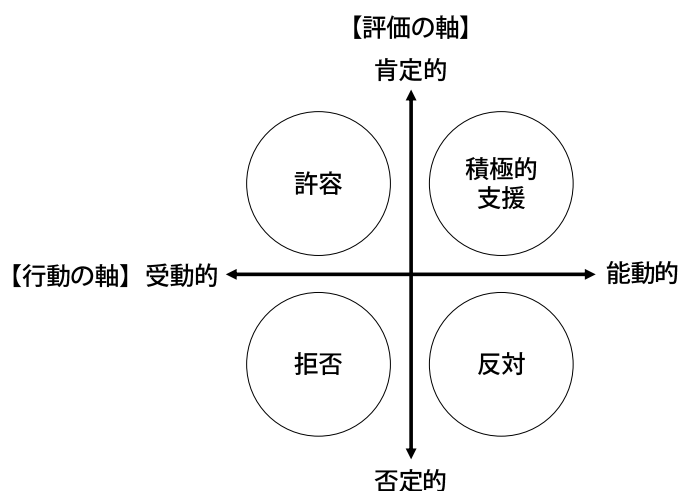 【評価の軸】
肯定的
許容
積極的
支援
【行動の軸】受動的
能動的
拒否
反対
否定的